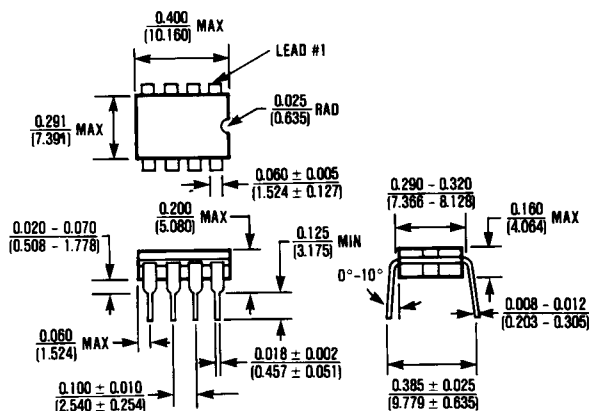 0.400
(10.160) MAX
LEAD #1
0.025
(0.635) RAD
0.291
(7.391) MAX
0.060 ± 0.005
(1.524 ± 0.127)
0.290 - 0.320
(7.366 - 8.128)
0.200
(5.080) MAX
0.160
(4.064) MAX
0.020 - 0.070
(0.508 - 1.778)
0.125
(3.175) MIN
0°-10°
0.008 - 0.012
(0.203 - 0.305)
0.060
(1.524) MAX
0.018 ± 0.002
(0.457 ± 0.051)
0.100 ± 0.010
(2.540 ± 0.254)
0.385 ± 0.025
(9.779 ± 0.635)